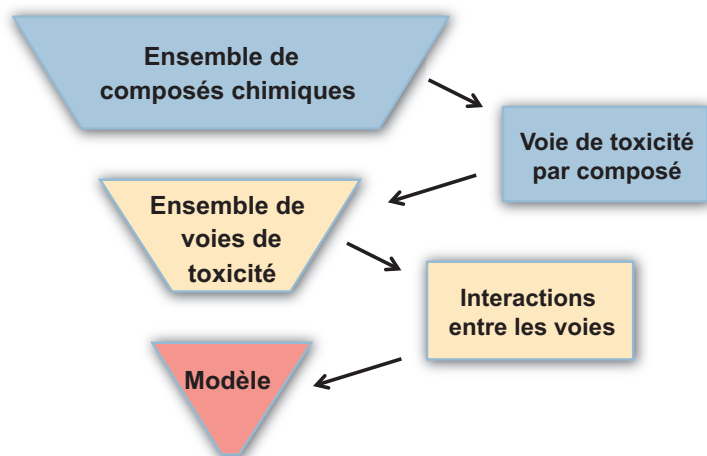 Ensemble de
composés chimiques
Voie de toxicité
par composé
Ensemble de
voies de
toxicité
Interactions
entre les voies
Modèle